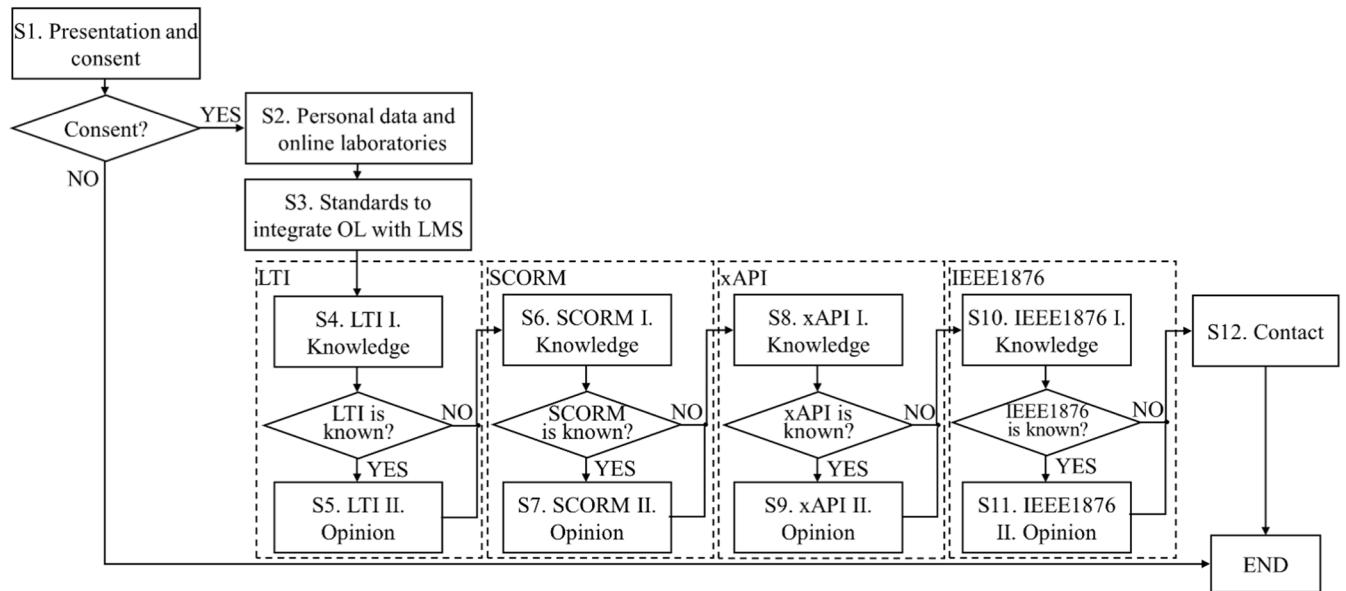 S1. Presentation and
consent
Consent?
YES
NO
S2. Personal data and
online laboratories
S3. Standards to
integrate OL with LMS
LTI
S4. LTI I.
Knowledge
LTI is
known?
NO
YES
S5. LTI II.
Opinion
SCORM
S6. SCORM I.
Knowledge
SCORM
is known?
NO
YES
S7. SCORM II.
Opinion
xAPI
S8. xAPI I.
Knowledge
xAPI is
known?
NO
YES
S9. xAPI II.
Opinion
IEEE1876
S10. IEEE1876 I.
Knowledge
IEEE1876
is known?
NO
YES
S11. IEEE1876
II. Opinion
S12. Contact
END